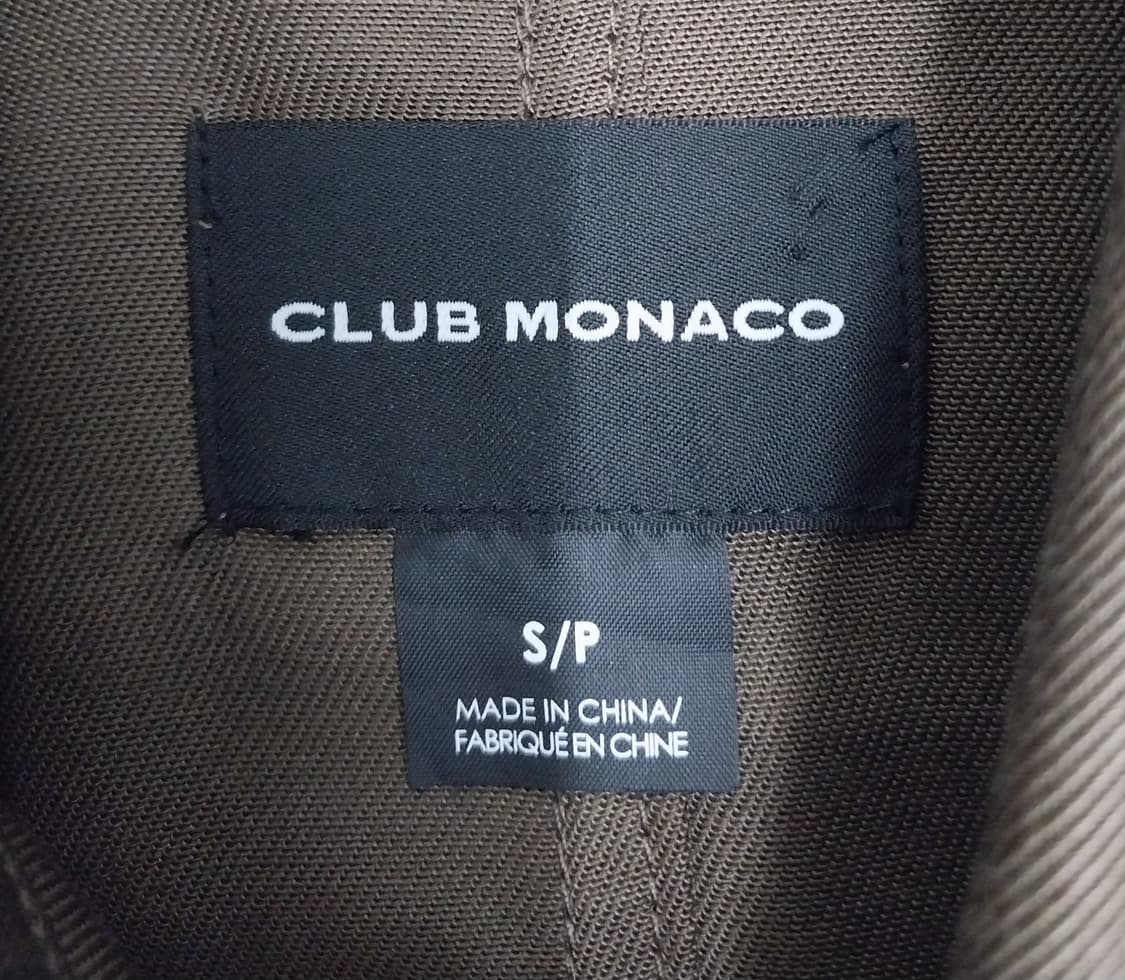 CLUB MONACO
S/P
MADE IN CHINA/
FABRIQUÉ EN CHINE